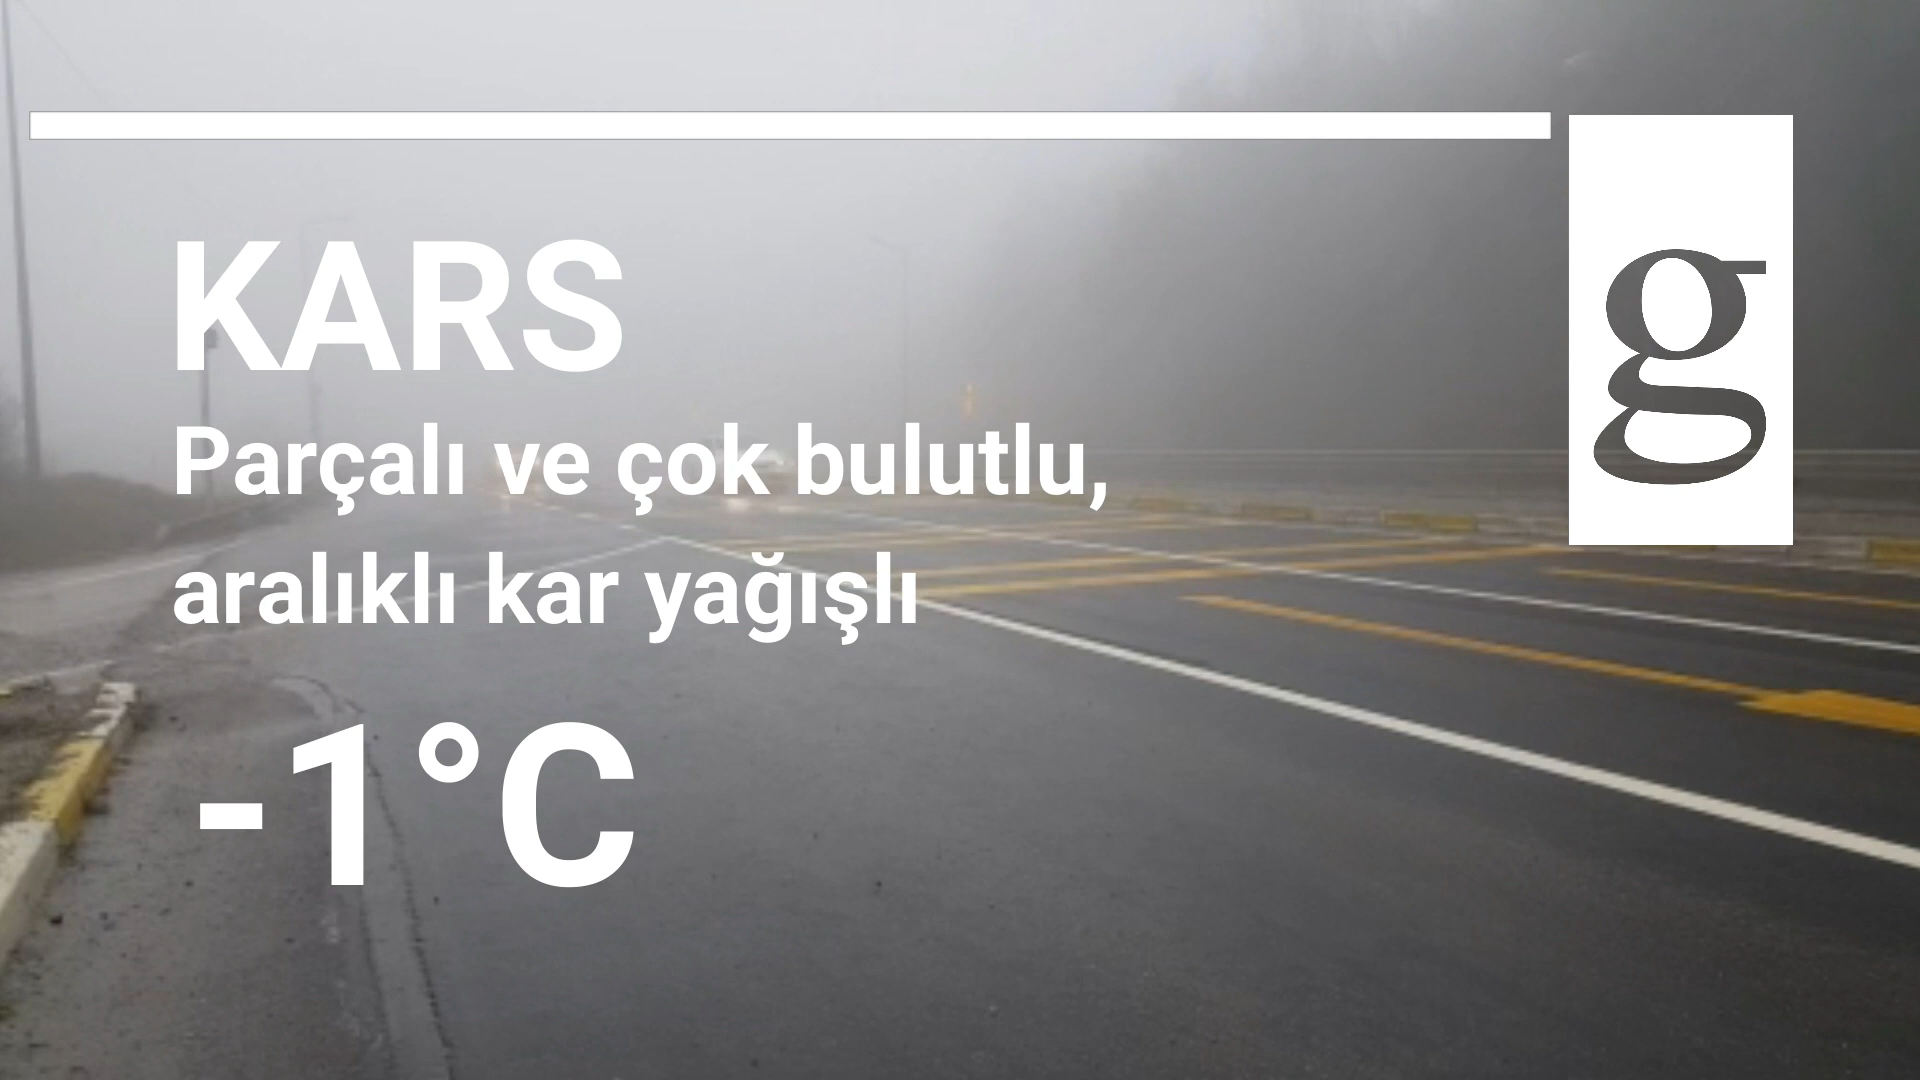 KARS
Parçalı ve çok bulutlu,
aralıklı kar yağışlı
-1°C
g